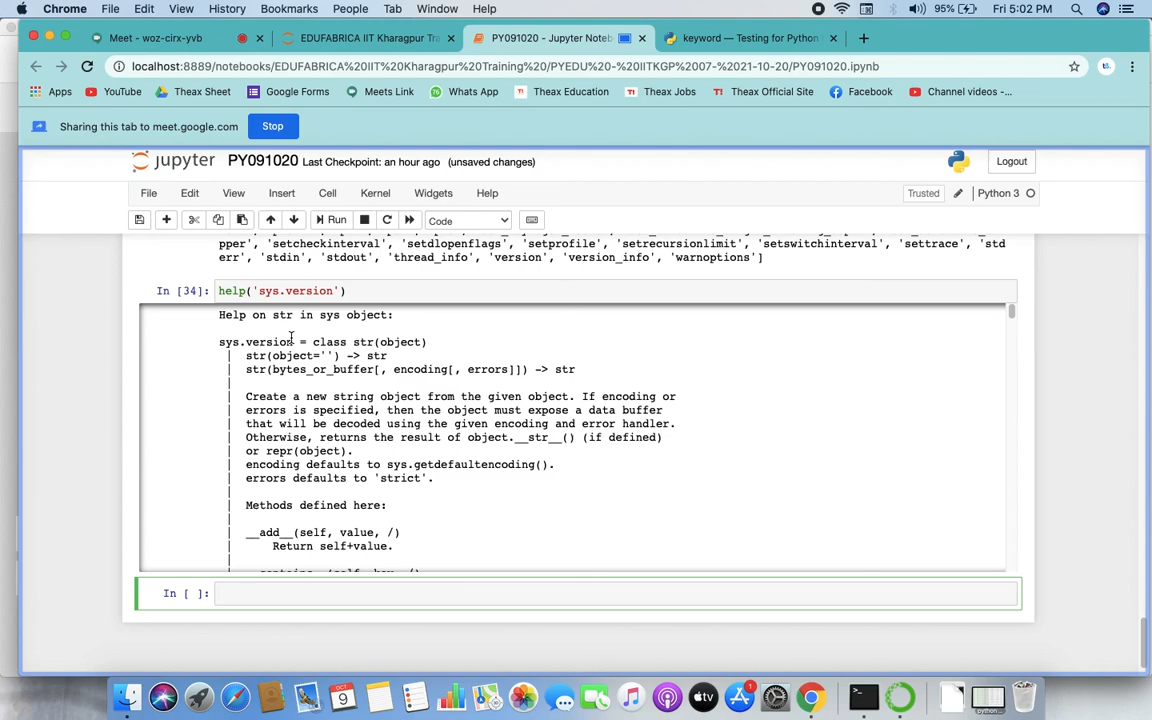 Chrome File Edit View History Bookmarks People Tab Window Help 95% Fri 5:02 PM
Meet - woz-cirx-yvb EDUFABRICA IIT Kharagpur Tra PY091020 - Jupyter Noteb keyword — Testing for Python
localhost:8889/notebooks/EDUFABRICA%20IIT%20Kharagpur%20Training%20/PYEDU%20-%20IITKGP%2007-%2021-10-20/PY091020.ipynb
Apps YouTube Theax Sheet Google Forms Meets Link Whats App Theax Education Theax Jobs Theax Official Site Facebook Channel videos -...
Sharing this tab to meet.google.com Stop
jupyter PY091020 Last Checkpoint: an hour ago (unsaved changes) Logout
File Edit View Insert Cell Kernel Widgets Help Trusted Python 3
Run Code
pper', 'setcheckinterval', 'setdlopenflags', 'setprofile', 'setrecursionlimit', 'setswitchinterval', 'settrace', 'std
err', 'stdin', 'stdout', 'thread_info', 'version', 'version_info', 'warnoptions']
In [34]: help('sys.version')
Help on str in sys object:
sys.version = class str(object)
| str(object='') -> str
| str(bytes_or_buffer[, encoding[, errors]]) -> str
|
| Create a new string object from the given object. If encoding or
| errors is specified, then the object must expose a data buffer
| that will be decoded using the given encoding and error handler.
| Otherwise, returns the result of object.__str__() (if defined)
| or repr(object).
| encoding defaults to sys.getdefaultencoding().
| errors defaults to 'strict'.
|
| Methods defined here:
|
| __add__(self, value, /)
| Return self+value.
|
In [ ]:
OCT
9
1